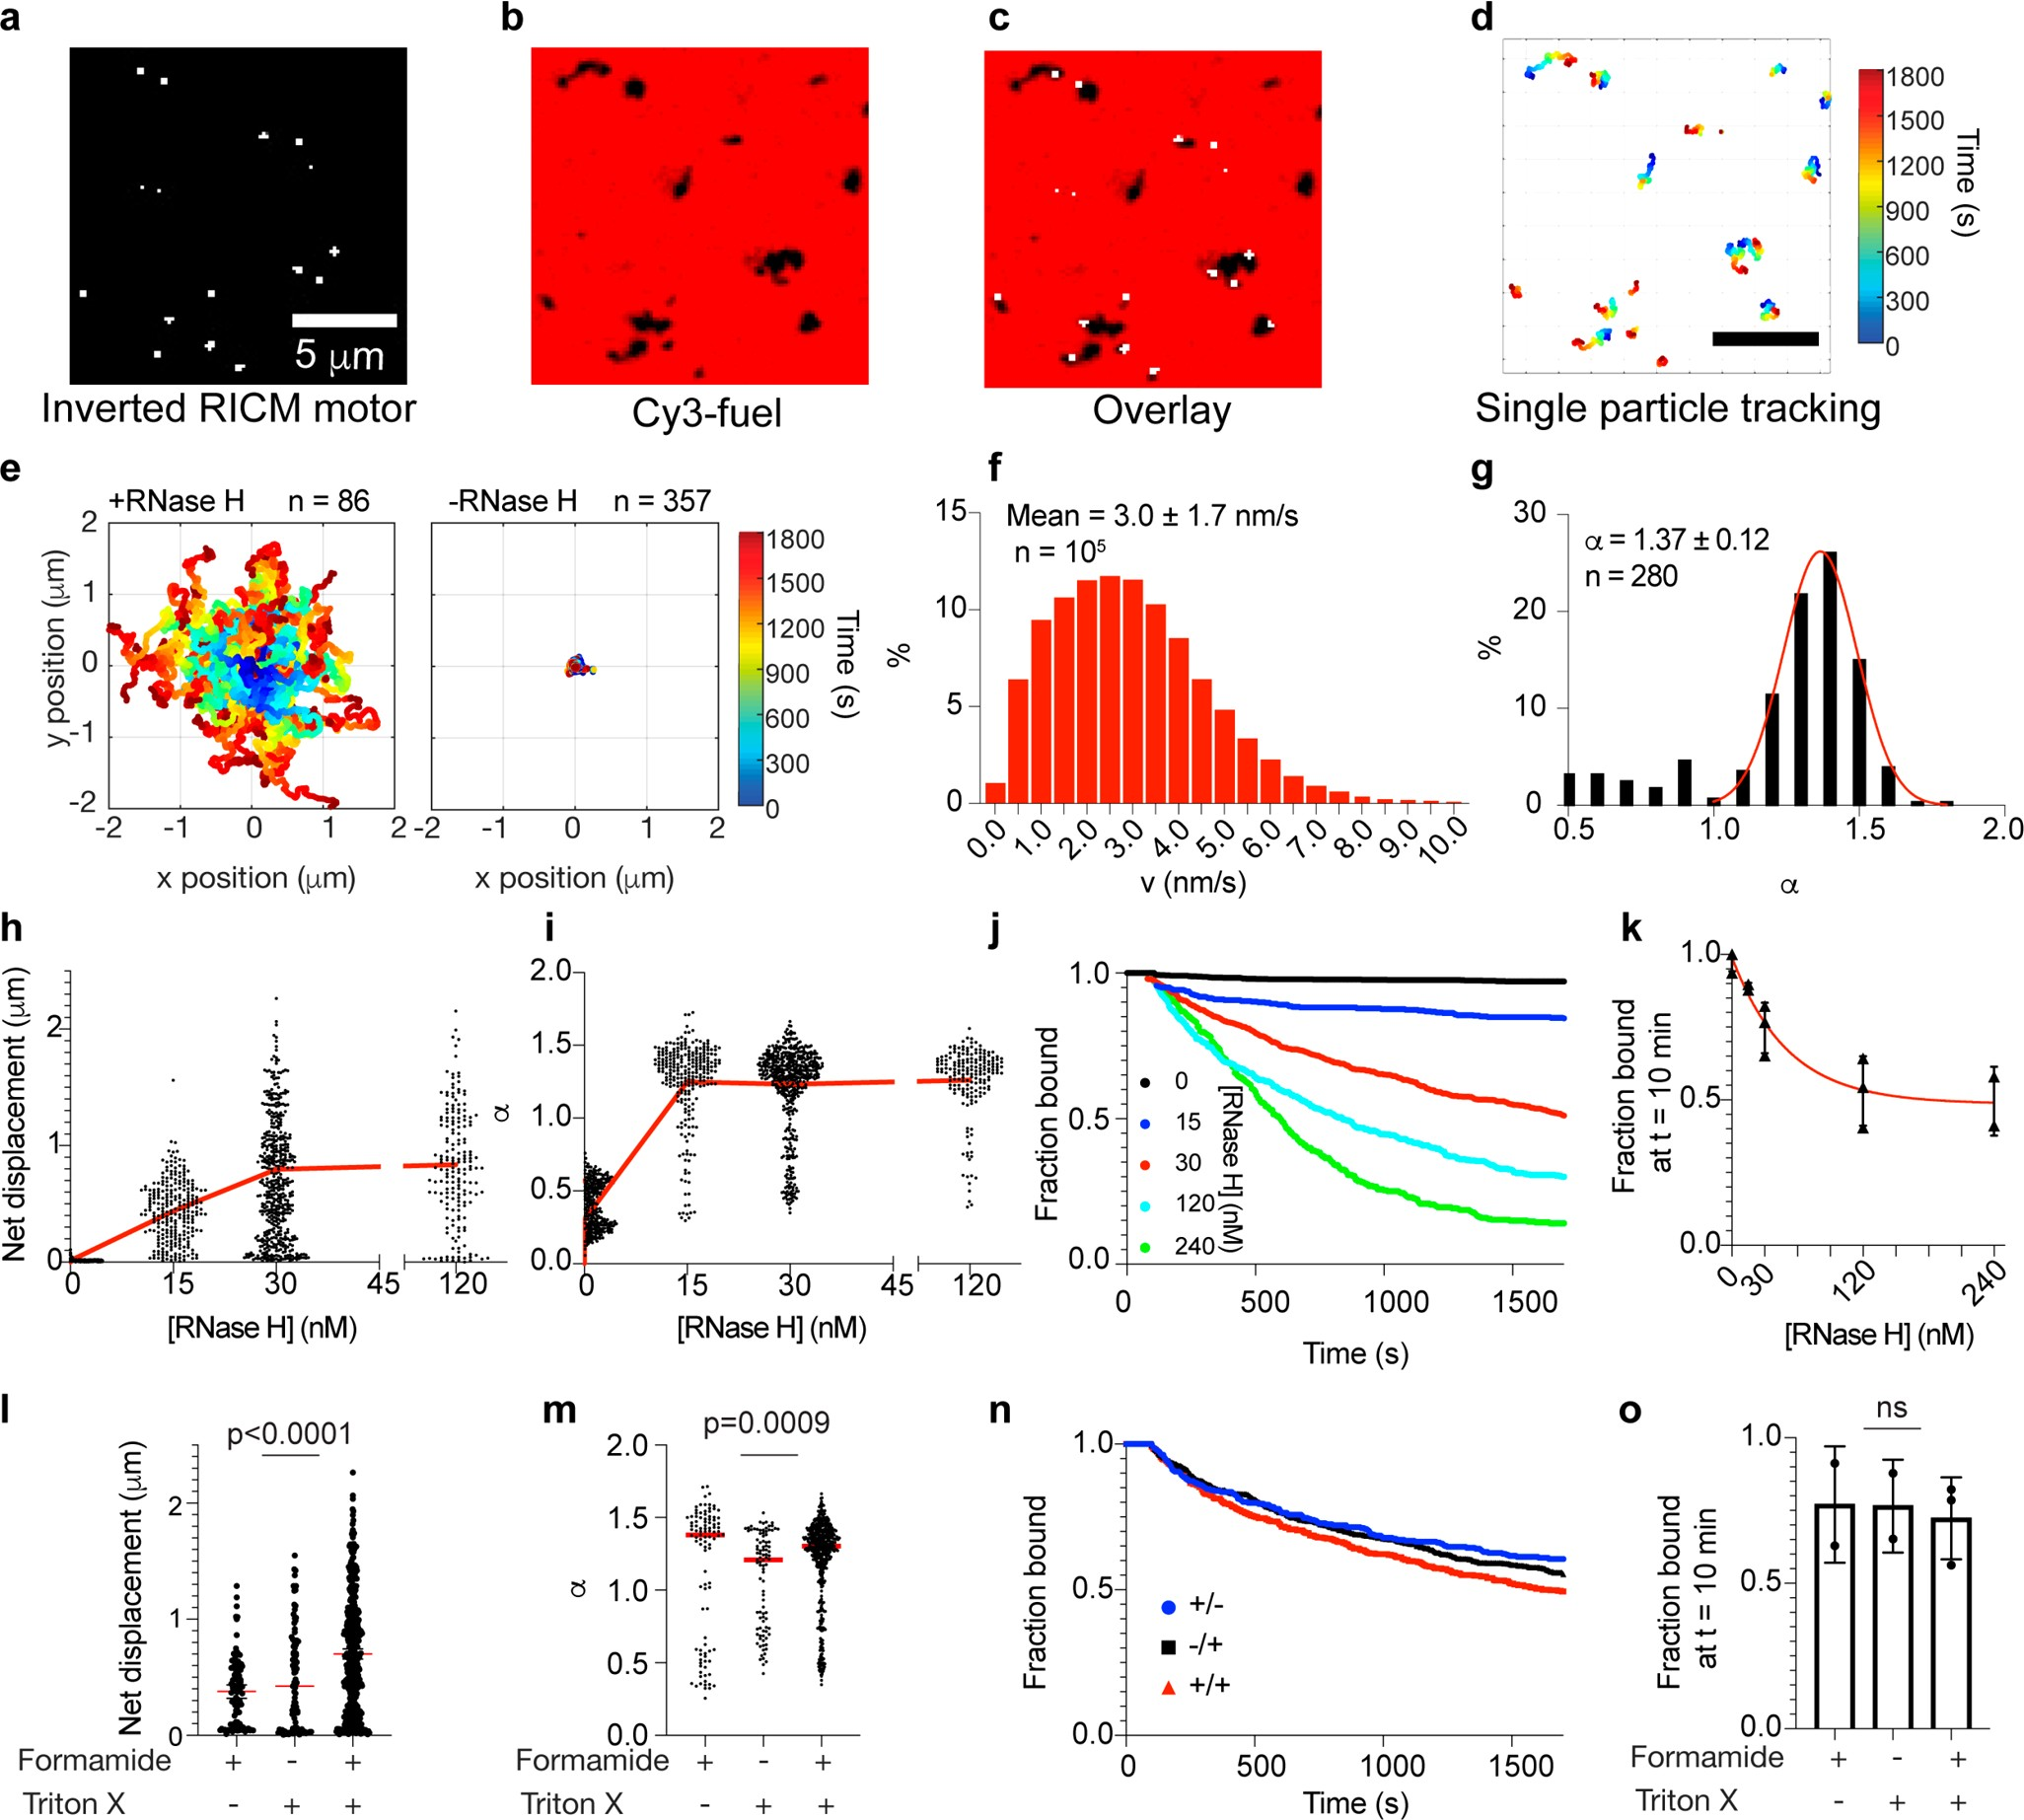 a
b
c
d
5 μm
Inverted RICM motor
Cy3-fuel
Overlay
Single particle tracking
1800
1500
1200
900
600
300
0
Time (s)
e
+RNase H n = 86
-RNase H n = 357
2
1
0
-1
-2
y position (μm)
-2 -1 0 1 2
-2 -1 0 1 2
x position (μm)
x position (μm)
1800
1500
1200
900
600
300
0
Time (s)
f
Mean = 3.0 ± 1.7 nm/s
n = 10⁵
15
10
5
0
%
0.0 1.0 2.0 3.0 4.0 5.0 6.0 7.0 8.0 9.0 10.0
v (nm/s)
g
α = 1.37 ± 0.12
n = 280
30
20
10
0
%
0.5 1.0 1.5 2.0
α
h
Net displacement (μm)
2
1
0
0 15 30 45 120
[RNase H] (nM)
i
α
2.0
1.5
1.0
0.5
0.0
0 15 30 45 120
[RNase H] (nM)
j
Fraction bound
1.0
0.5
0.0
0
15
30
120
240
[RNase H] (nM)
0 500 1000 1500
Time (s)
k
Fraction bound
at t = 10 min
1.0
0.5
0.0
0 30 120 240
[RNase H] (nM)
l
p<0.0001
Net displacement (μm)
2
1
0
Formamide + - +
Triton X - + +
m
p=0.0009
α
2.0
1.5
1.0
0.5
0.0
Formamide + - +
Triton X - + +
n
Fraction bound
1.0
0.5
0.0
+/-
-/+
+/+
0 500 1000 1500
Time (s)
o
ns
Fraction bound
at t = 10 min
1.0
0.5
0.0
Formamide + - +
Triton X - + +